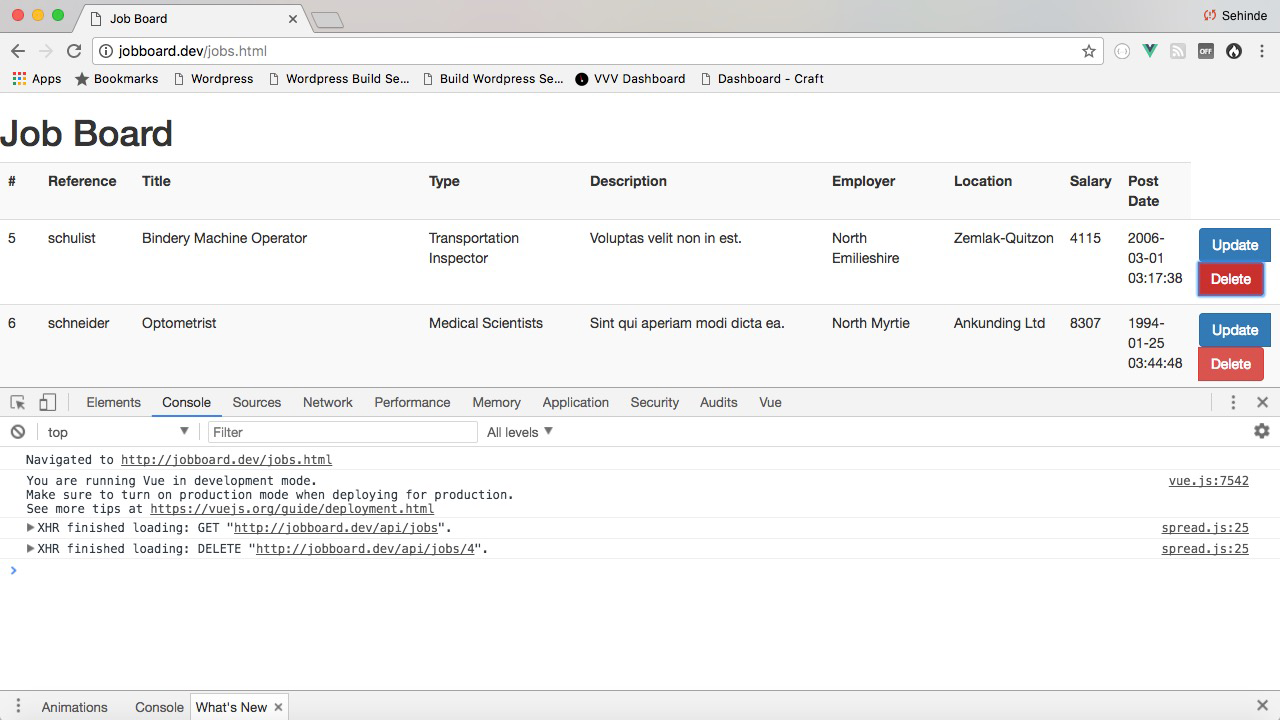 Job Board
Sehinde
jobboard.dev/jobs.html
OFF
Apps Bookmarks Wordpress Wordpress Build Se... Build Wordpress Se... VVV Dashboard Dashboard - Craft
Job Board
# Reference Title Type Description Employer Location Salary Post
Date
5 schulist Bindery Machine Operator Transportation Voluptas velit non in est. North Zemlak-Quitzon 4115 2006- Update
Inspector Emilieshire 03-01
03:17:38 Delete
6 schneider Optometrist Medical Scientists Sint qui aperiam modi dicta ea. North Myrtie Ankunding Ltd 8307 1994- Update
01-25
03:44:48 Delete
Elements Console Sources Network Performance Memory Application Security Audits Vue
top Filter All levels
Navigated to http://jobboard.dev/jobs.html
You are running Vue in development mode. vue.js:7542
Make sure to turn on production mode when deploying for production.
See more tips at https://vuejs.org/guide/deployment.html
XHR finished loading: GET "http://jobboard.dev/api/jobs". spread.js:25
XHR finished loading: DELETE "http://jobboard.dev/api/jobs/4". spread.js:25
Animations Console What's New